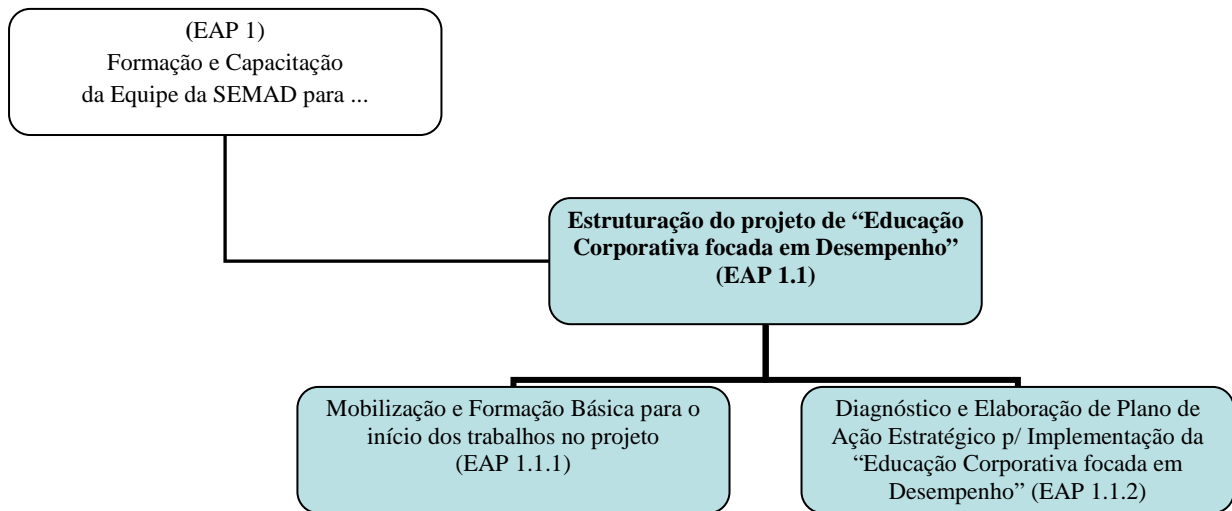 (EAP 1)
Formação e Capacitação
da Equipe da SEMAD para ...
Estruturação do projeto de “Educação
Corporativa focada em Desempenho”
(EAP 1.1)
Mobilização e Formação Básica para o
início dos trabalhos no projeto
(EAP 1.1.1)
Diagnóstico e Elaboração de Plano de
Ação Estratégico p/ Implementação da
“Educação Corporativa focada em
Desempenho” (EAP 1.1.2)